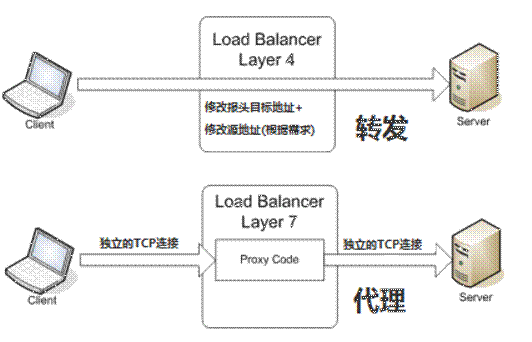 Load Balancer
Layer 4
修改报头目标地址+
修改源地址(根据需求)
Client
Server
转发
Load Balancer
Layer 7
独立的TCP连接
Proxy Code
独立的TCP连接
Client
Server
代理